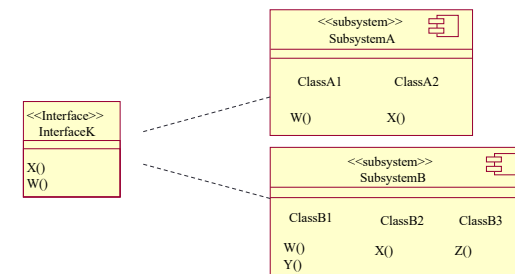 <<Interface>>
InterfaceK
X()
W()
<<subsystem>>
SubsystemA
ClassA1 ClassA2
W() X()
<<subsystem>>
SubsystemB
ClassB1 ClassB2 ClassB3
W() X() Z()
Y()